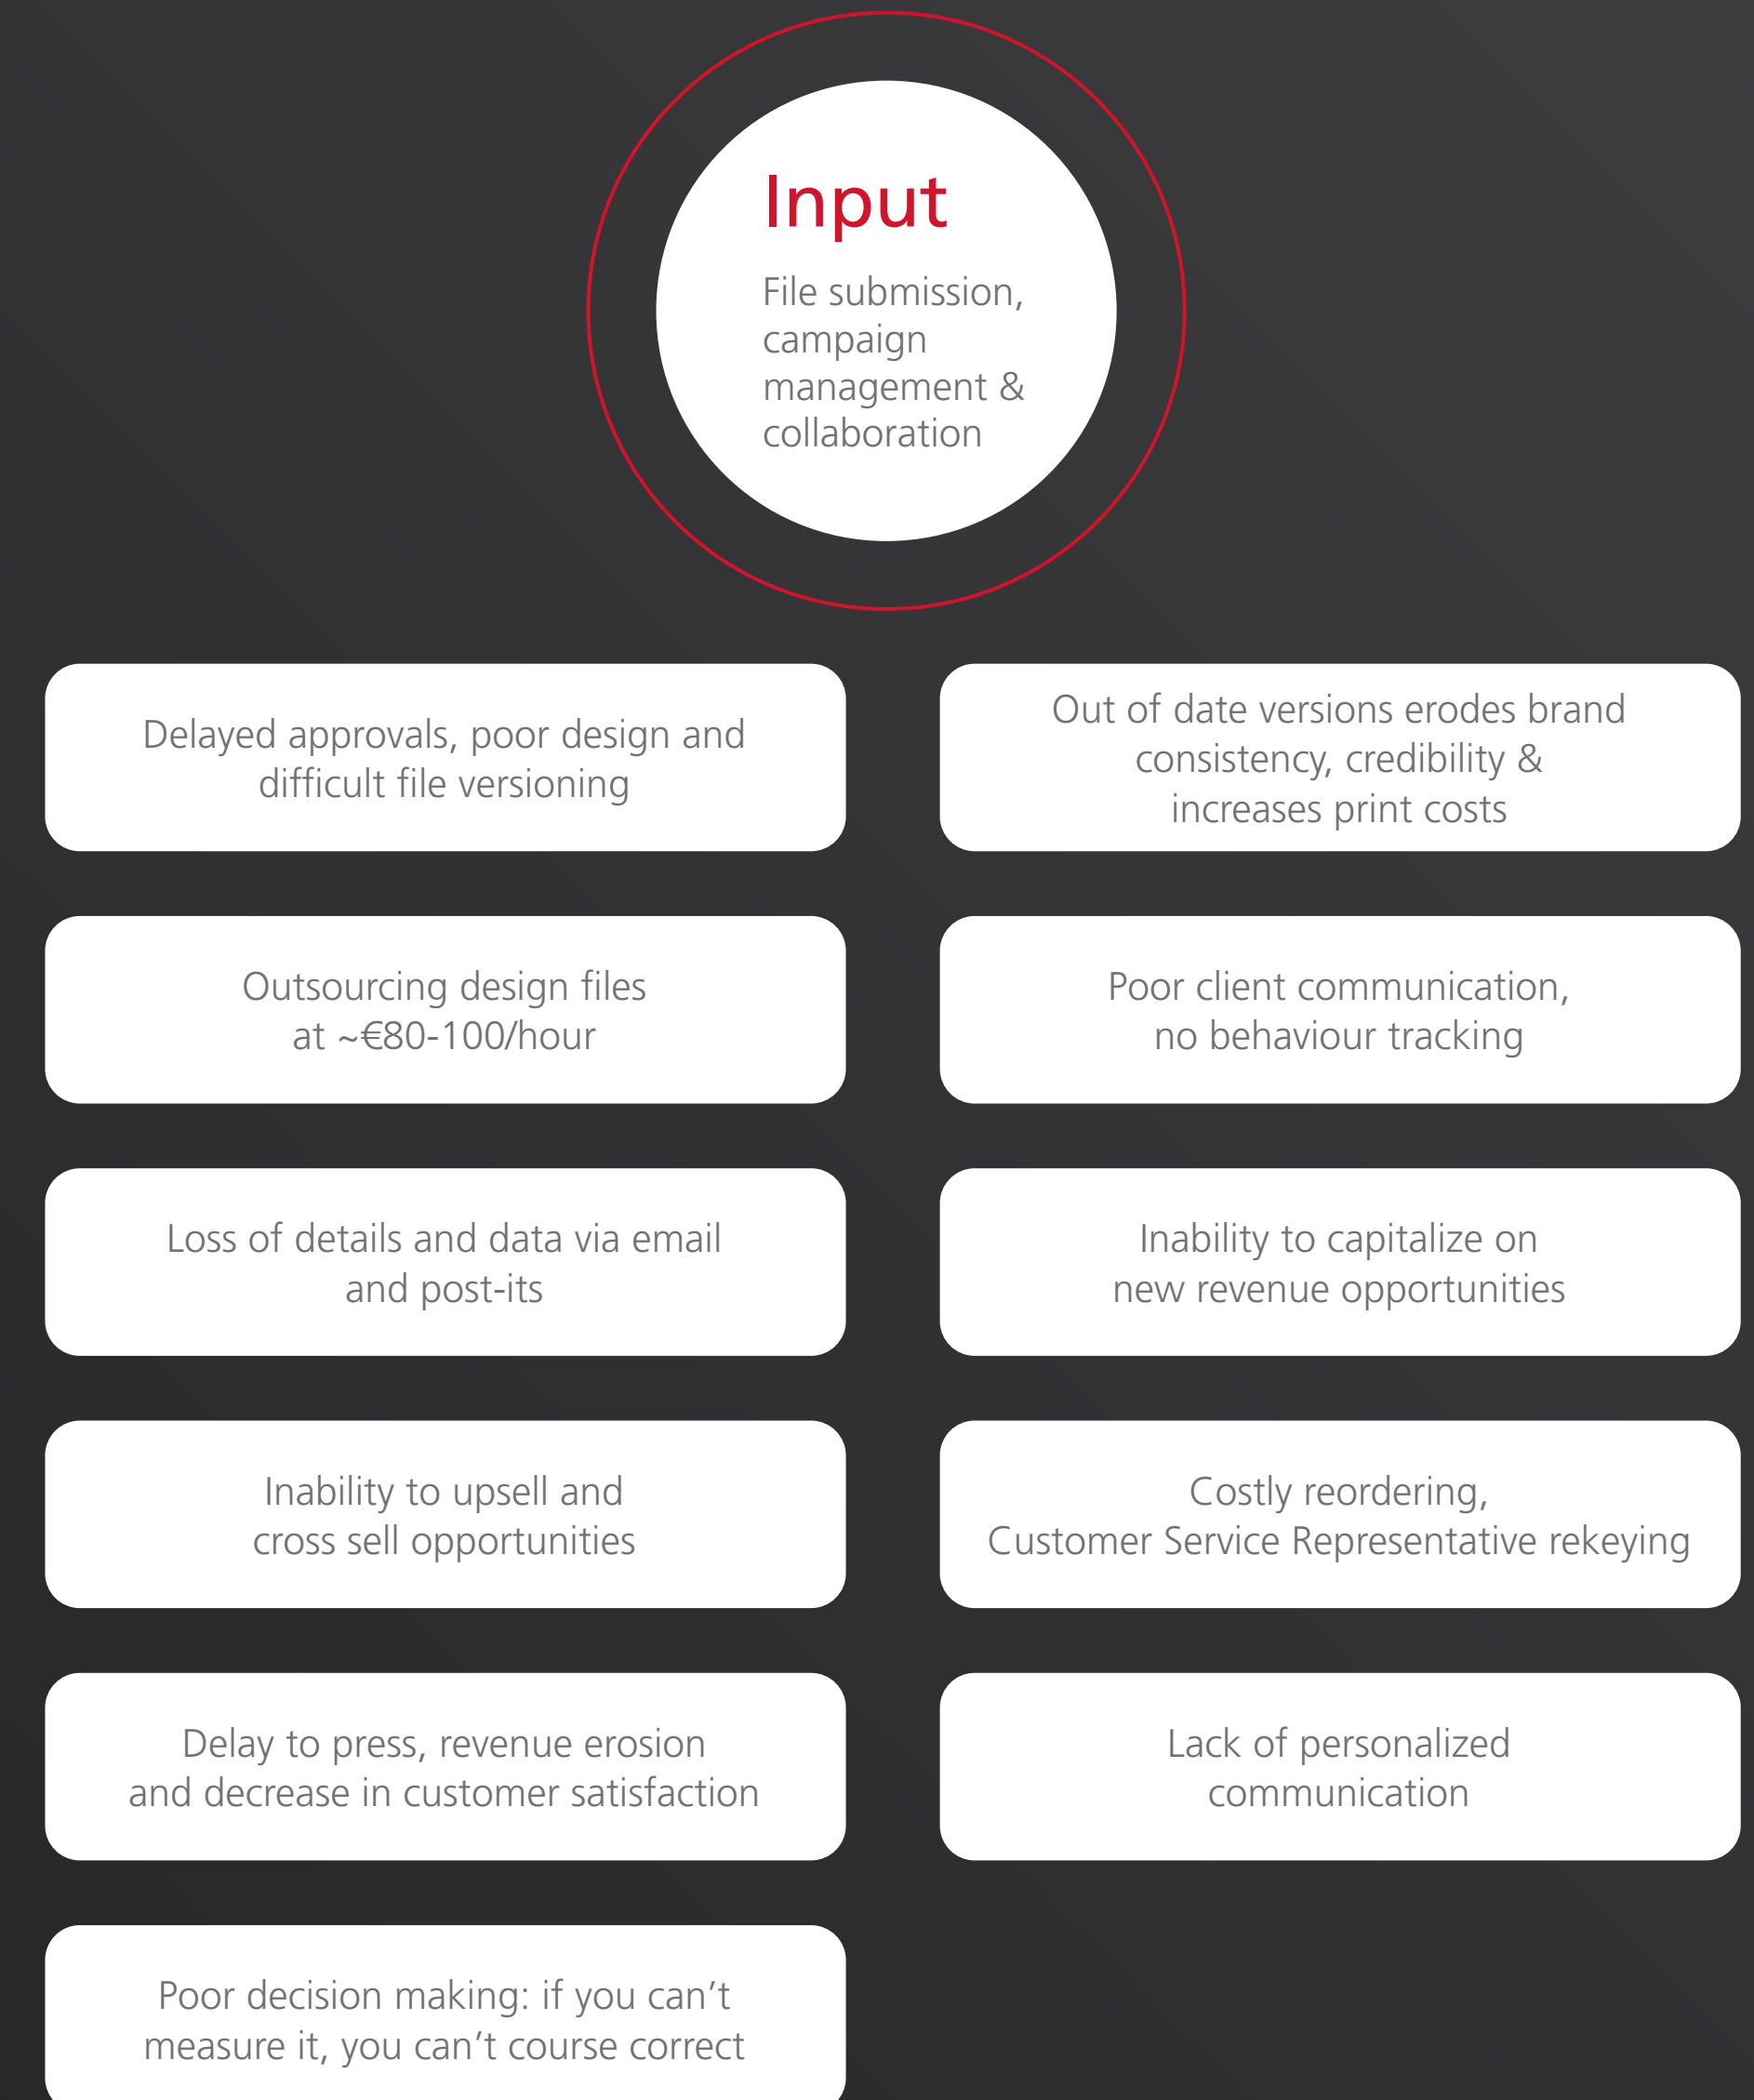 Input
File submission,
campaign
management &
collaboration
Delayed approvals, poor design and
difficult file versioning
Out of date versions erodes brand
consistency, credibility &
increases print costs
Outsourcing design files
at ~€80-100/hour
Poor client communication,
no behaviour tracking
Loss of details and data via email
and post-its
Inability to capitalize on
new revenue opportunities
Inability to upsell and
cross sell opportunities
Costly reordering,
Customer Service Representative rekeying
Delay to press, revenue erosion
and decrease in customer satisfaction
Lack of personalized
communication
Poor decision making: if you can’t
measure it, you can’t course correct